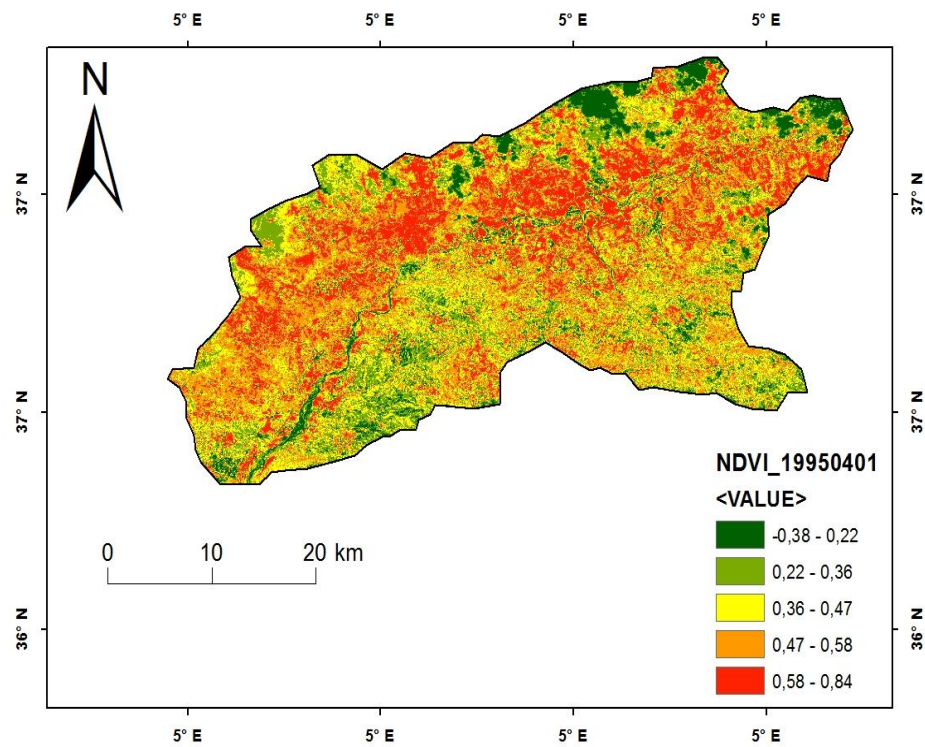 5° E 5° E 5° E 5° E
N
37° N 37° N
37° N 37° N
NDVI_19950401
<VALUE>
-0,38 - 0,22
0,22 - 0,36
0,36 - 0,47
0,47 - 0,58
0,58 - 0,84
0 10 20 km
36° N 36° N
5° E 5° E 5° E 5° E